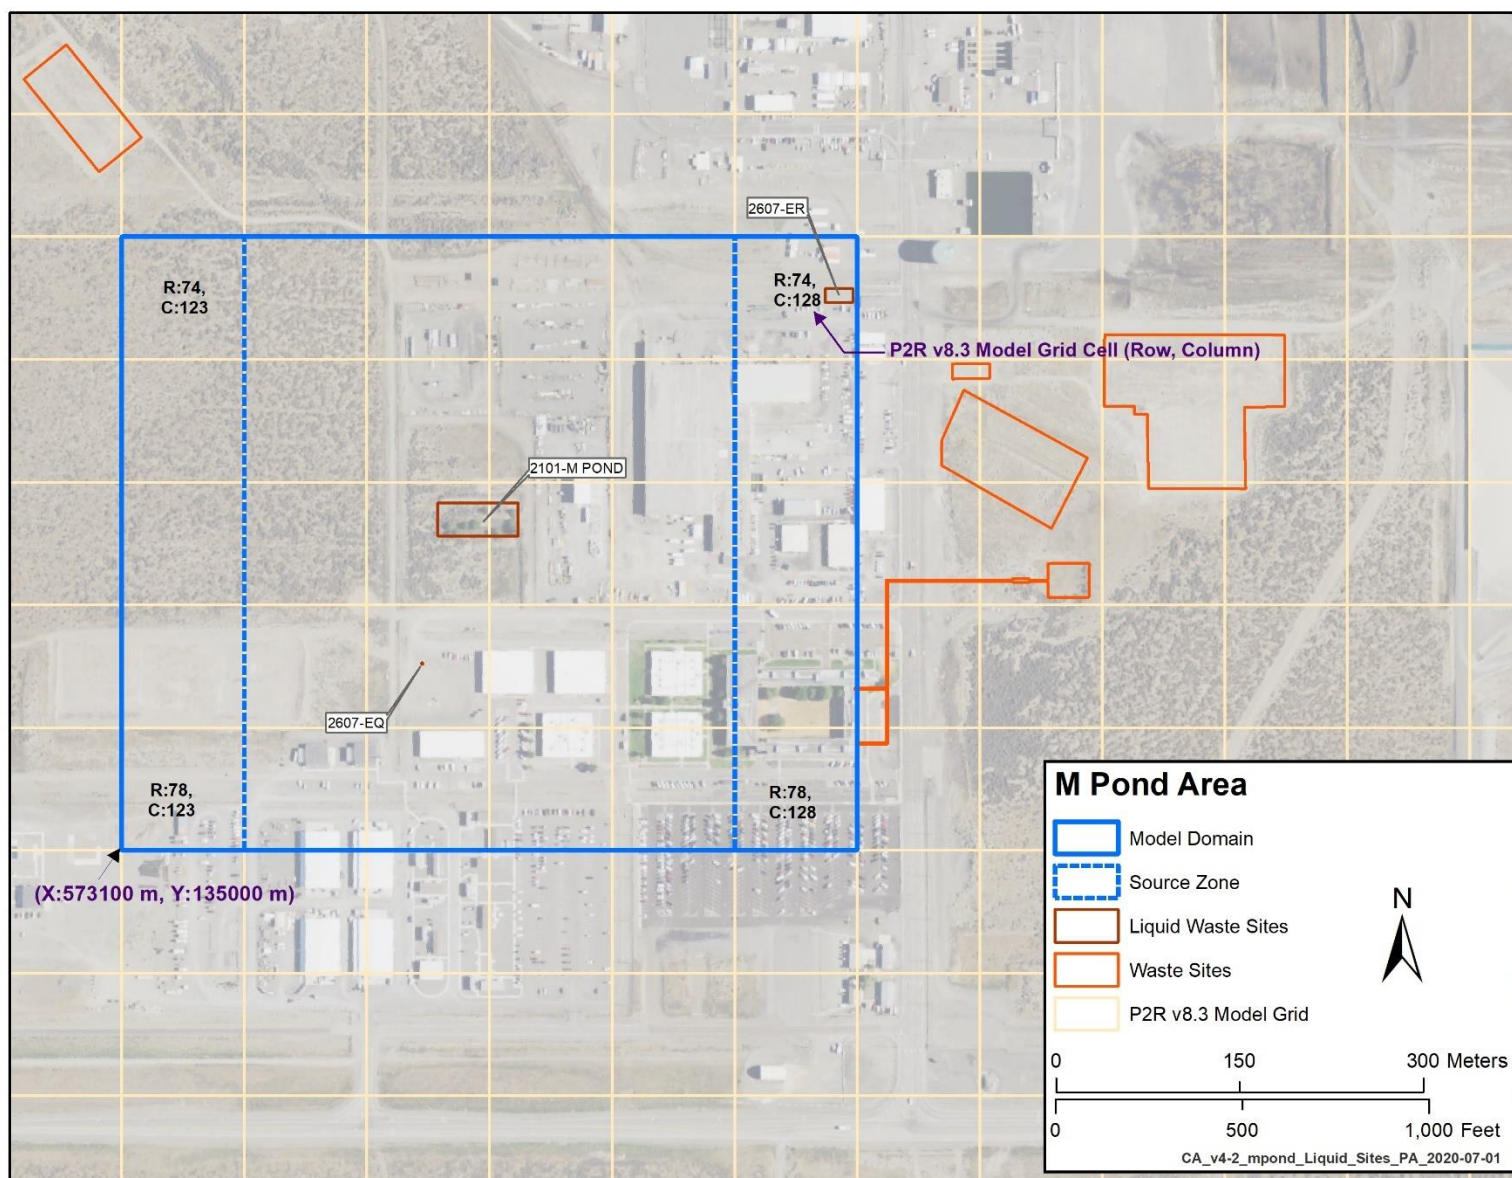 2607-ER
R:74,
C:123
R:74,
C:128
P2R v8.3 Model Grid Cell (Row, Column)
2101-M POND
2607-EQ
R:78,
C:123
R:78,
C:128
(X:573100 m, Y:135000 m)
M Pond Area
Model Domain
Source Zone
Liquid Waste Sites
Waste Sites
P2R v8.3 Model Grid
N
0 150 300 Meters
0 500 1,000 Feet
CA_v4-2_mpond_Liquid_Sites_PA_2020-07-01